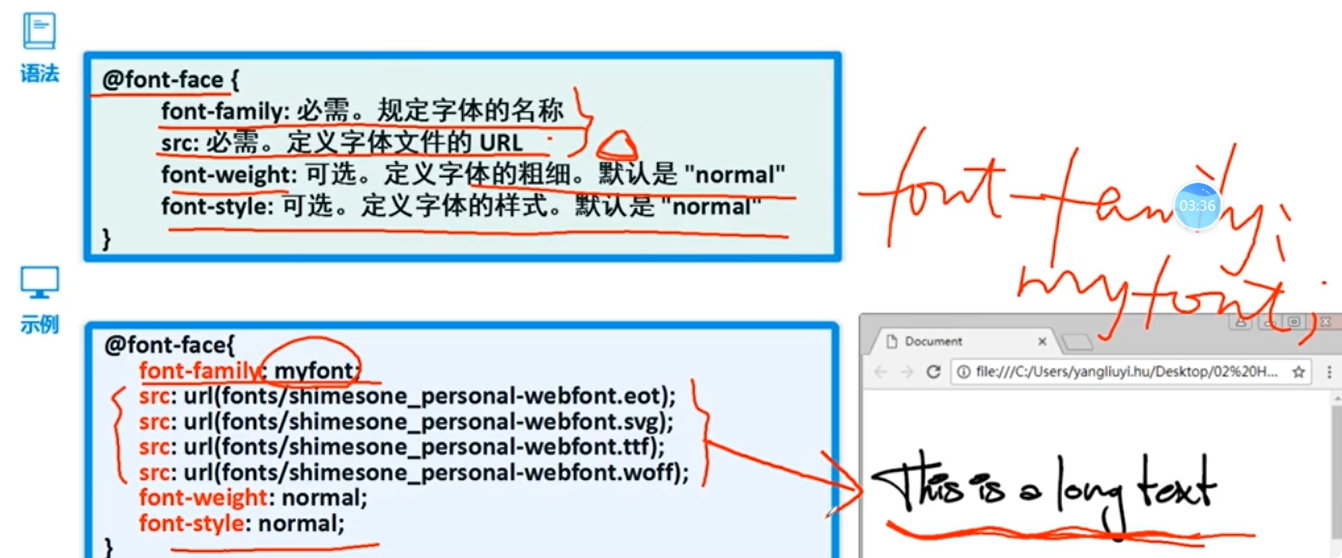 语法
@font-face {
font-family: 必需。规定字体的名称
src: 必需。定义字体文件的 URL
font-weight: 可选。定义字体的粗细。默认是 "normal"
font-style: 可选。定义字体的样式。默认是 "normal"
}
font-family:
03:36
myfont;
示例
@font-face{
font-family: myfont;
src: url(fonts/shimesone_personal-webfont.eot);
src: url(fonts/shimesone_personal-webfont.svg);
src: url(fonts/shimesone_personal-webfont.ttf);
src: url(fonts/shimesone_personal-webfont.woff);
font-weight: normal;
font-style: normal;
}
Document
file:///C:/Users/yangliuyi.hu/Desktop/02%20H...
This is a long text